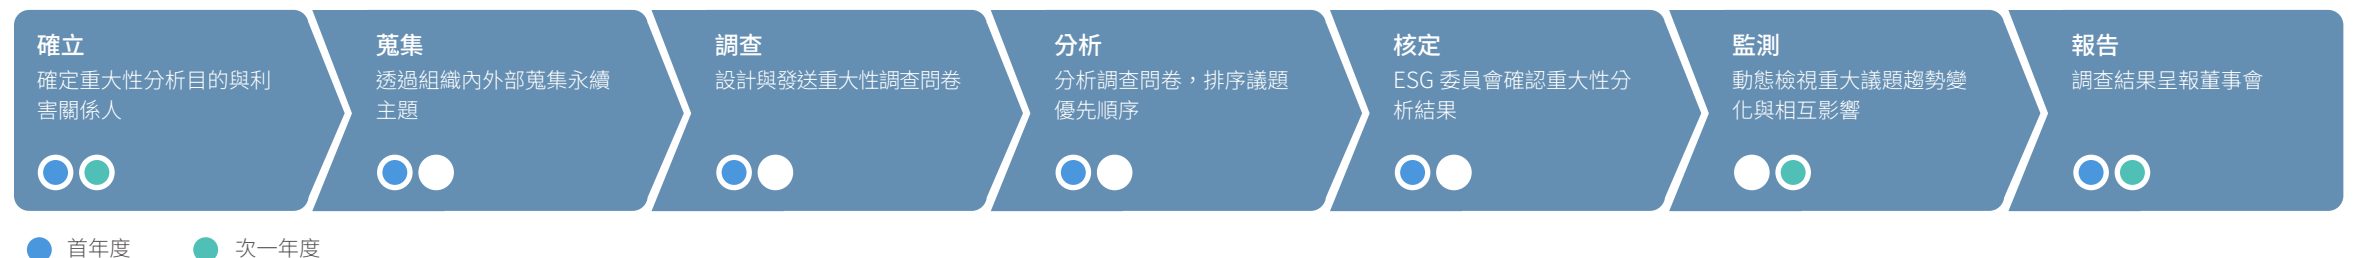 確立
確定重大性分析目的與利
害關係人
蒐集
透過組織內外部蒐集永續
主題
調查
設計與發送重大性調查問卷
分析
分析調查問卷，排序議題
優先順序
核定
ESG 委員會確認重大性分
析結果
監測
動態檢視重大議題趨勢變
化與相互影響
報告
調查結果呈報董事會
首年度
次一年度